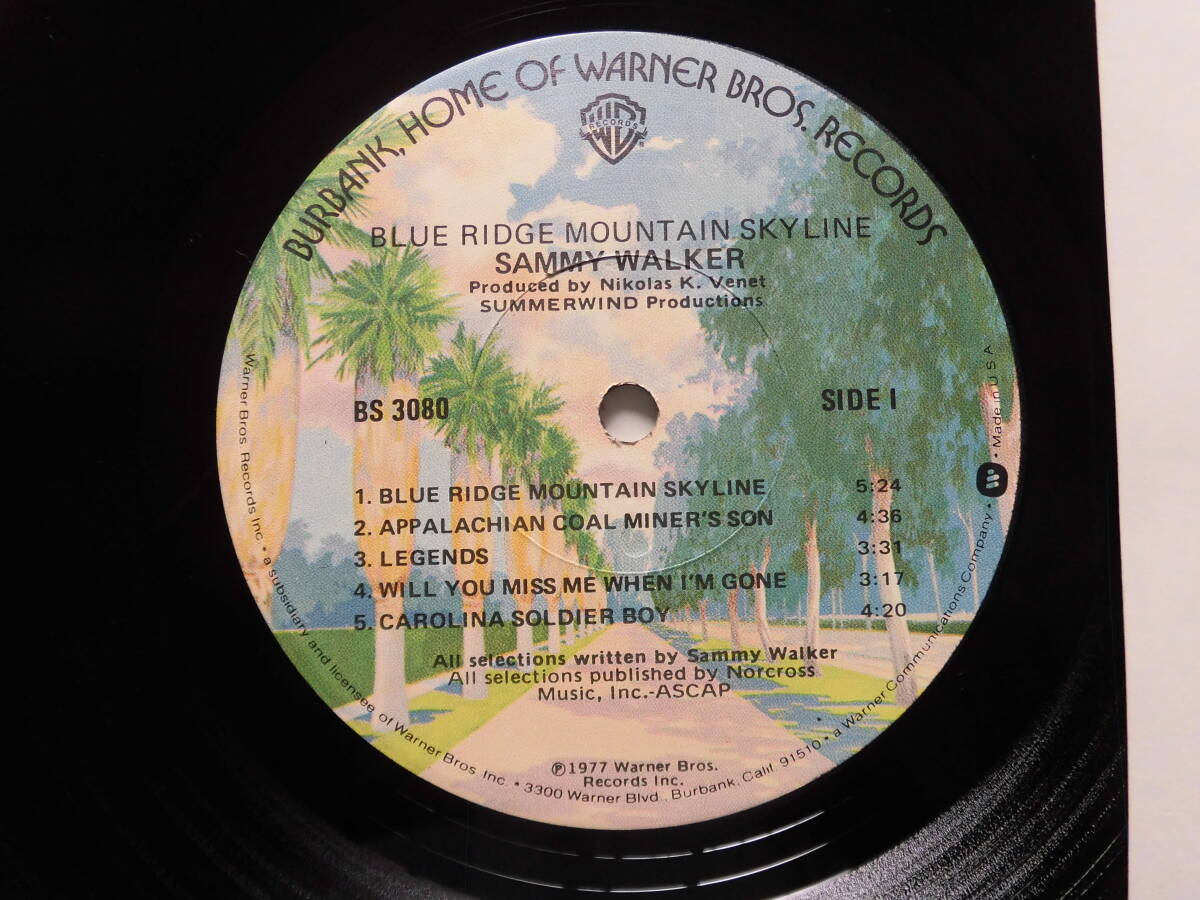 BURBANK, HOME OF WARNER BROS. RECORDS
WB
RECORDS
BLUE RIDGE MOUNTAIN SKYLINE
SAMMY WALKER
Produced by Nikolas K. Venet
SUMMERWIND Productions
BS 3080
SIDE 1
1. BLUE RIDGE MOUNTAIN SKYLINE 5:24
2. APPALACHIAN COAL MINER'S SON 4:36
3. LEGENDS 3:31
4. WILL YOU MISS ME WHEN I'M GONE 3:17
5. CAROLINA SOLDIER BOY 4:20
All selections written by Sammy Walker
All selections published by Norcross
Music, Inc.-ASCAP
℗1977 Warner Bros.
Records Inc.
Warner Bros. Records Inc. • a subsidiary and licensee of Warner Bros. Inc. • 3300 Warner Blvd., Burbank, Calif. 91510 • a Warner Communications Company • Made in U S A